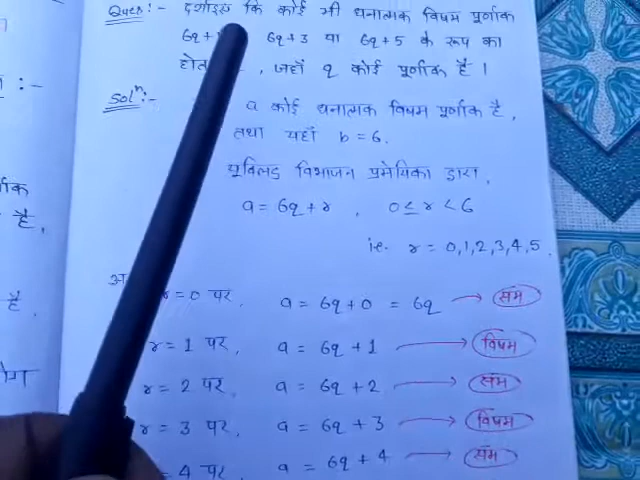 Ques:- दर्शाइए कि कोई भी धनात्मक विषम पूर्णांक
6q+ 6q+3 या 6q+5 के रूप का
, जहाँ q कोई पूर्णांक है ।
:-
Solⁿ:-
a कोई धनात्मक विषम पूर्णांक है,
तथा यहाँ b = 6.
है,
यूक्लिड विभाजन प्रमेयिका द्वारा,
a = 6q + r , 0 ≤ r < 6
i.e. r = 0,1,2,3,4,5.
है.
r = 0 पर, a = 6q + 0 = 6q → सम
r = 1 पर, a = 6q + 1 → विषम
r = 2 पर, a = 6q + 2 → सम
r = 3 पर, a = 6q + 3 → विषम
= 4 पर, a = 6q + 4 → सम